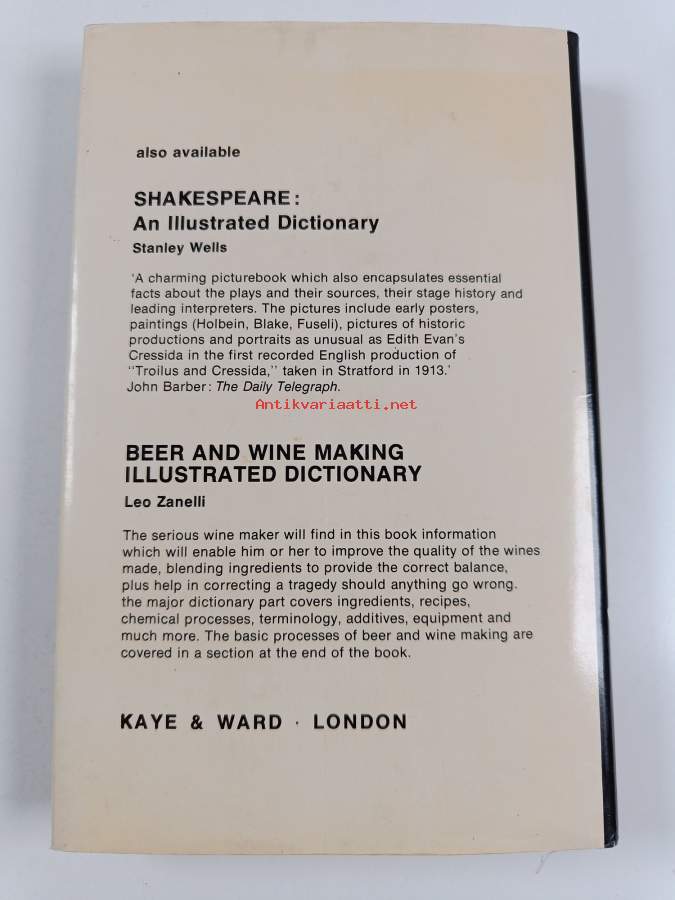 also available
SHAKESPEARE:
An Illustrated Dictionary
Stanley Wells
'A charming picturebook which also encapsulates essential
facts about the plays and their sources, their stage history and
leading interpreters. The pictures include early posters,
paintings (Holbein, Blake, Fuseli), pictures of historic
productions and portraits as unusual as Edith Evan's
Cressida in the first recorded English production of
"Troilus and Cressida," taken in Stratford in 1913.'
John Barber: The Daily Telegraph.
Antikvariaatti.net
BEER AND WINE MAKING
ILLUSTRATED DICTIONARY
Leo Zanelli
The serious wine maker will find in this book information
which will enable him or her to improve the quality of the wines
made, blending ingredients to provide the correct balance,
plus help in correcting a tragedy should anything go wrong.
the major dictionary part covers ingredients, recipes,
chemical processes, terminology, additives, equipment and
much more. The basic processes of beer and wine making are
covered in a section at the end of the book.
KAYE & WARD · LONDON